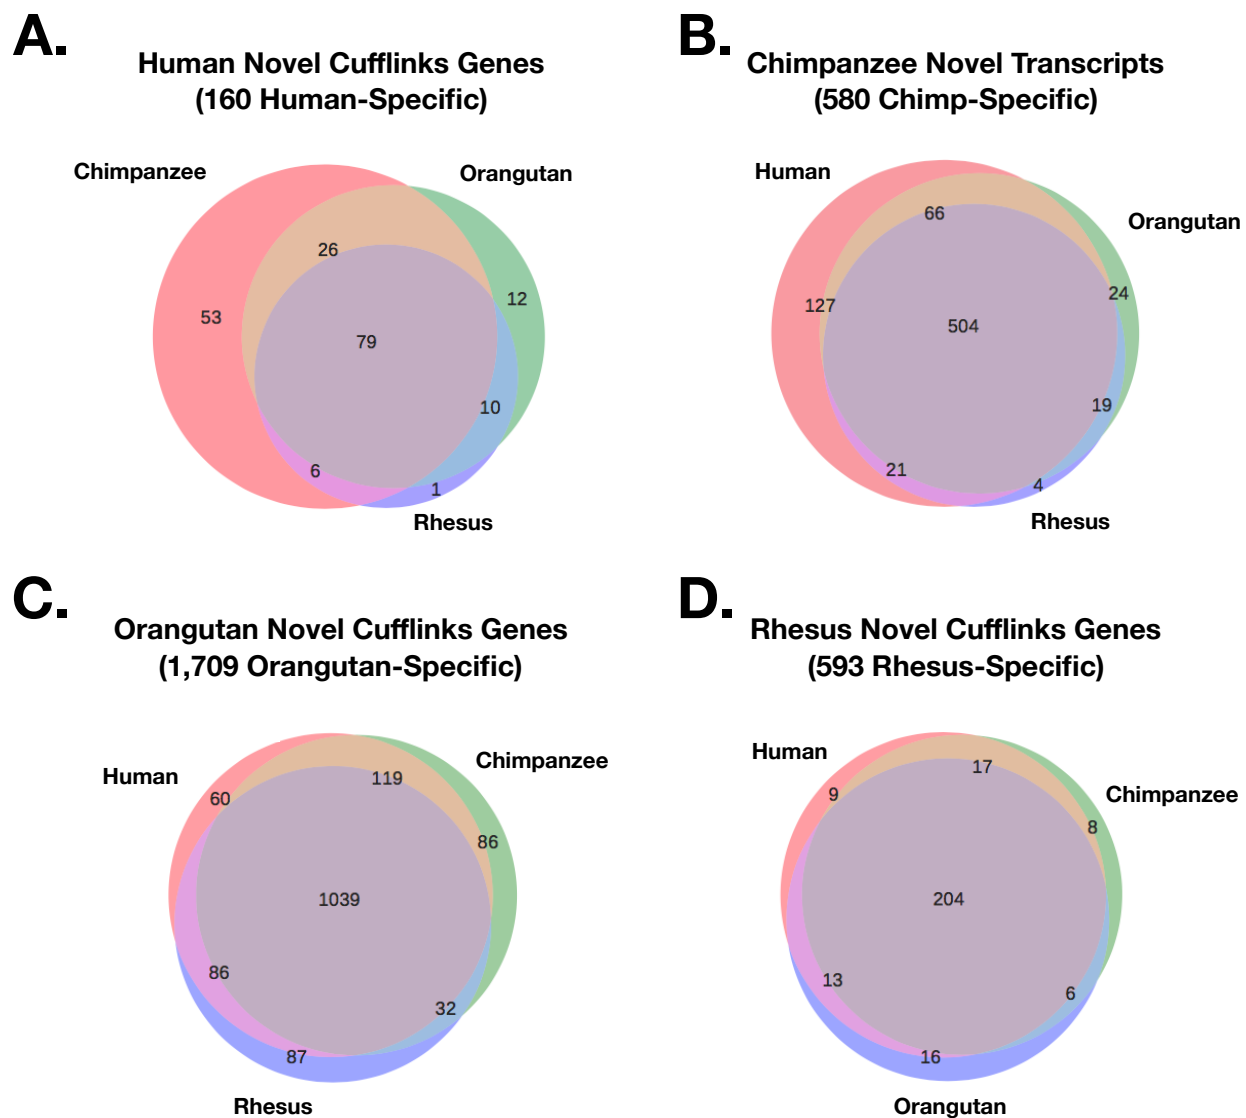 A.
Human Novel Cufflinks Genes
(160 Human-Specific)
Chimpanzee
Orangutan
26
12
53
79
10
6
1
Rhesus
B.
Chimpanzee Novel Transcripts
(580 Chimp-Specific)
Human
Orangutan
66
24
127
504
19
21
4
Rhesus
C.
Orangutan Novel Cufflinks Genes
(1,709 Orangutan-Specific)
Human
Chimpanzee
119
60
86
1039
86
32
87
Rhesus
D.
Rhesus Novel Cufflinks Genes
(593 Rhesus-Specific)
Human
Chimpanzee
17
9
8
204
13
6
16
Orangutan